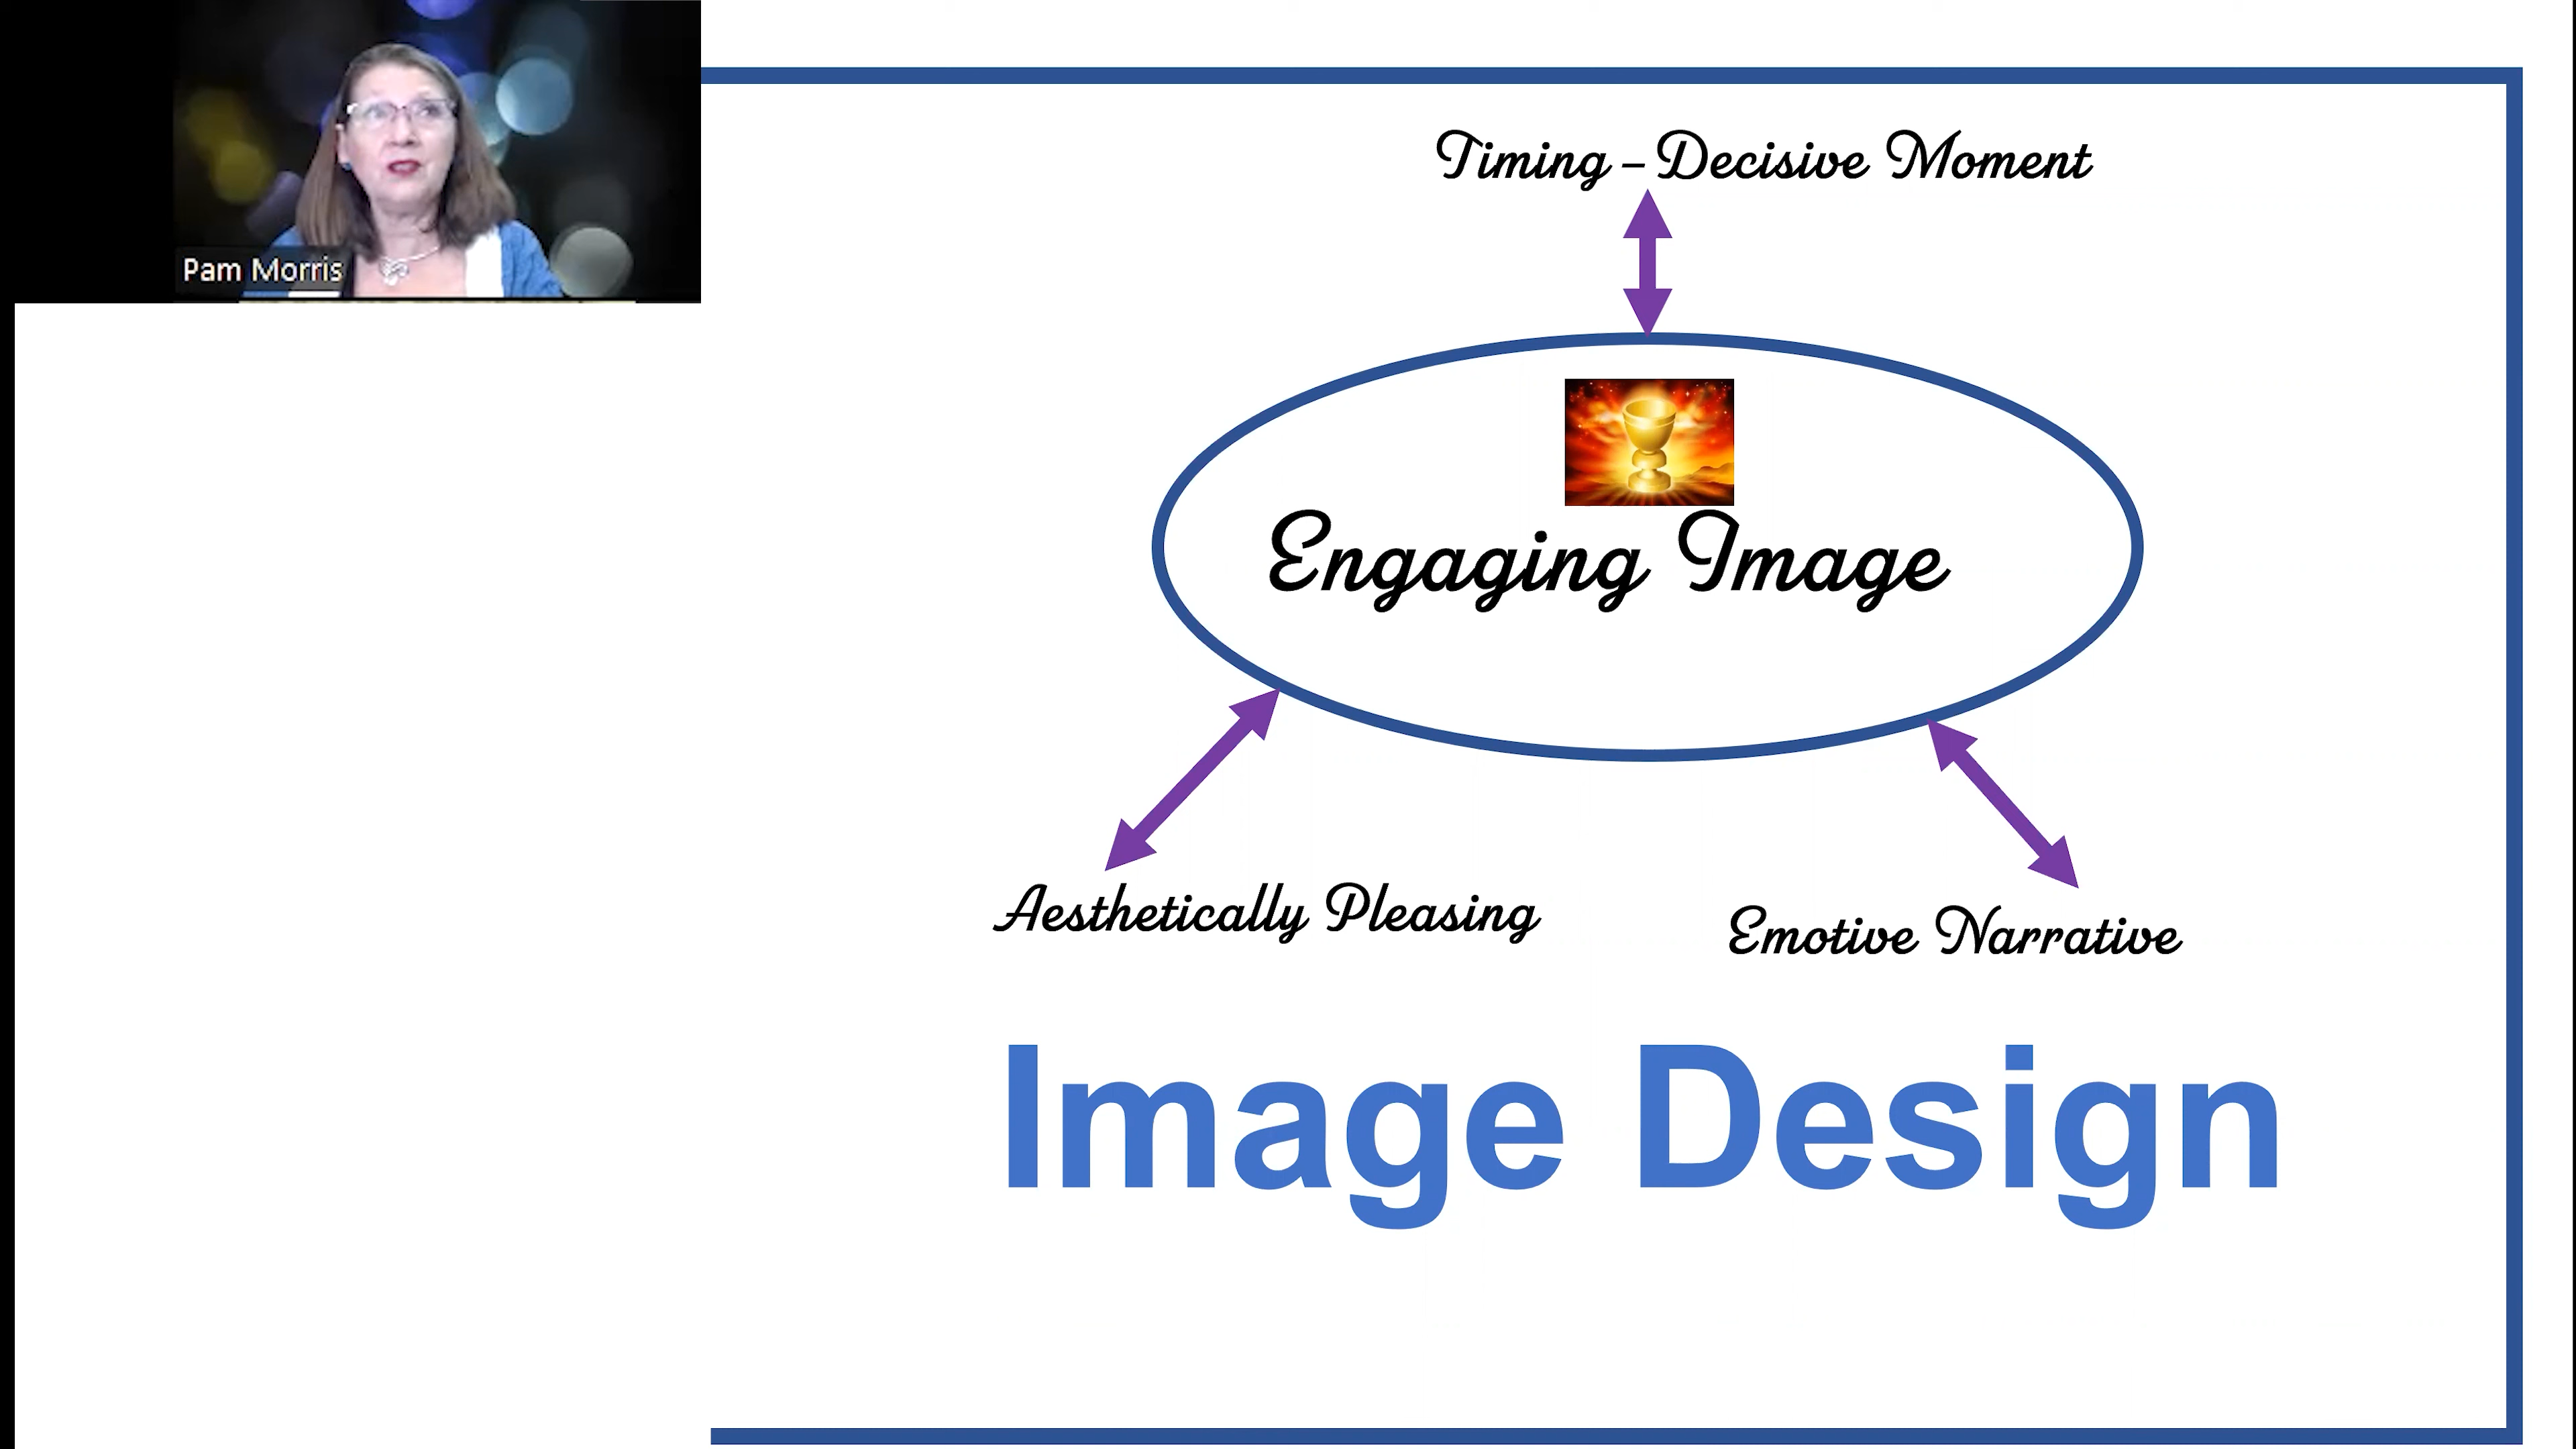 Pam Morris
Timing – Decisive Moment
Engaging Image
Aesthetically Pleasing
Emotive Narrative
Image Design